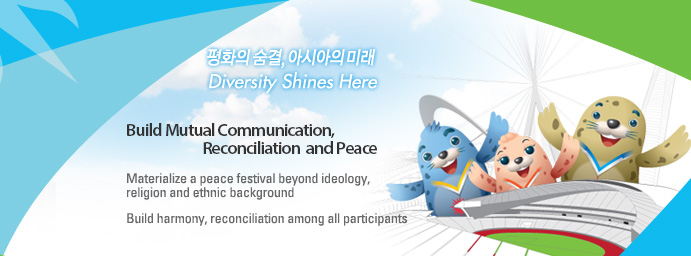 평화의 숨결, 아시아의 미래
Diversity Shines Here
Build Mutual Communication,
Reconciliation and Peace
Materialize a peace festival beyond ideology,
religion and ethnic background
Build harmony, reconciliation among all participants